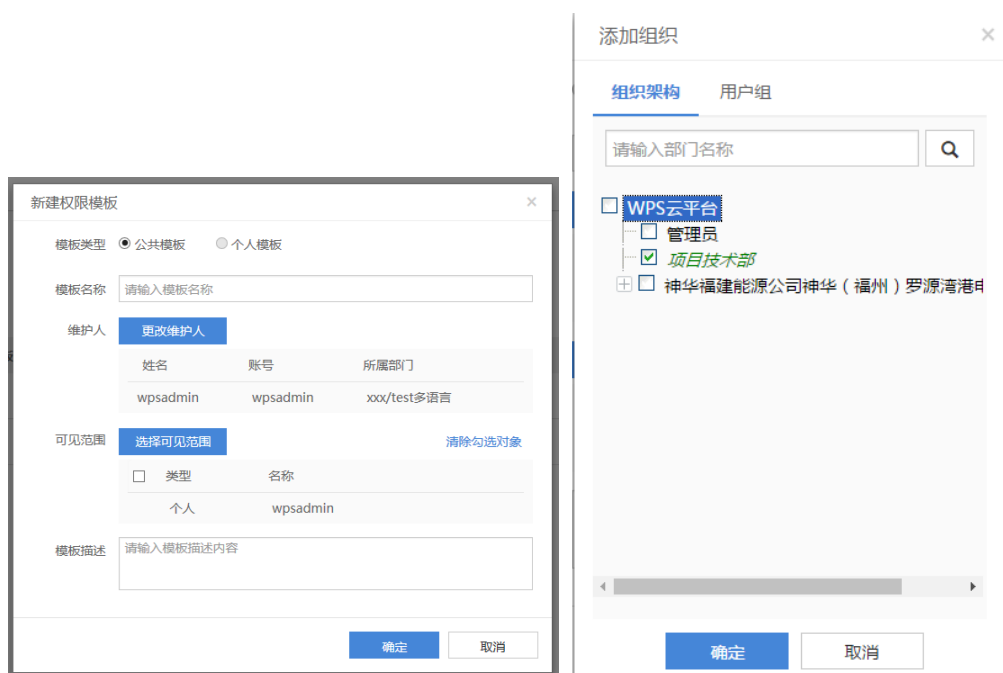 新建权限模板
模板类型 公共模板 个人模板
模板名称 请输入模板名称
维护人 更改维护人
姓名 账号 所属部门
wpsadmin wpsadmin xxx/test多语言
可见范围 选择可见范围 清除勾选对象
类型 名称
个人 wpsadmin
模板描述 请输入模板描述内容
确定 取消
添加组织
组织架构 用户组
请输入部门名称
WPS云平台
管理员
项目技术部
神华福建能源公司神华（福州）罗源湾港
确定 取消